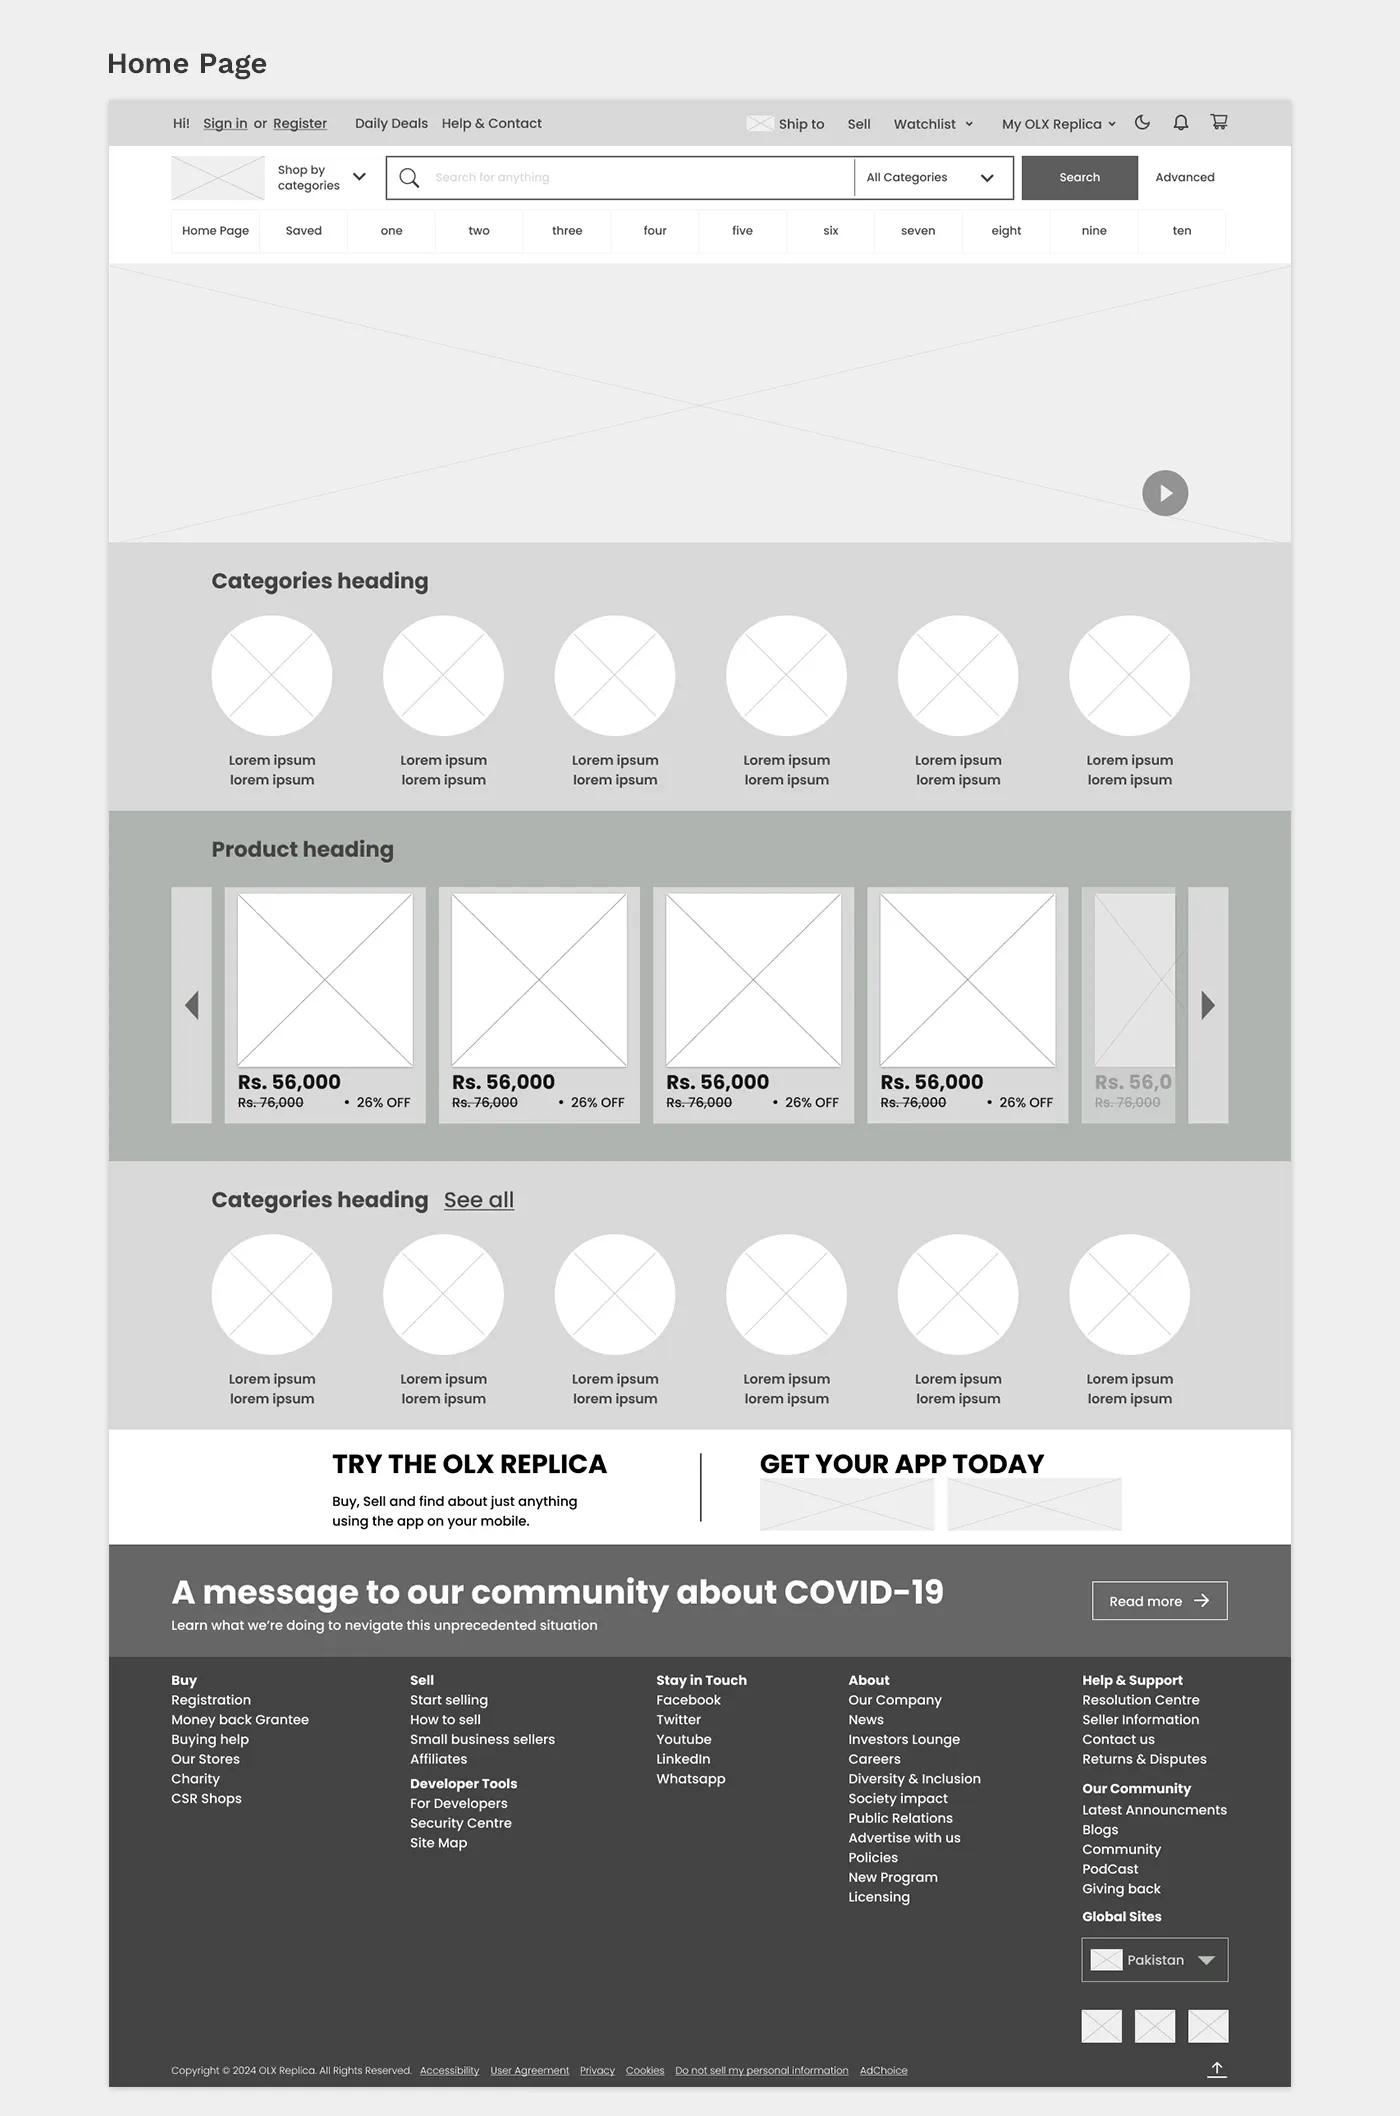 Home Page
Hi! Sign in or Register Daily Deals Help & Contact Ship to Sell Watchlist My OLX Replica
Shop by
categories
Search for anything
All Categories
Search
Advanced
Home Page Saved one two three four five six seven eight nine ten
Categories heading
Lorem ipsum
lorem ipsum
Lorem ipsum
lorem ipsum
Lorem ipsum
lorem ipsum
Lorem ipsum
lorem ipsum
Lorem ipsum
lorem ipsum
Lorem ipsum
lorem ipsum
Product heading
Rs. 56,000
Rs. 76,000 • 26% OFF
Rs. 56,000
Rs. 76,000 • 26% OFF
Rs. 56,000
Rs. 76,000 • 26% OFF
Rs. 56,000
Rs. 76,000 • 26% OFF
Rs. 56,0
Rs. 76,000
Categories heading See all
Lorem ipsum
lorem ipsum
Lorem ipsum
lorem ipsum
Lorem ipsum
lorem ipsum
Lorem ipsum
lorem ipsum
Lorem ipsum
lorem ipsum
Lorem ipsum
lorem ipsum
TRY THE OLX REPLICA
Buy, Sell and find about just anything
using the app on your mobile.
GET YOUR APP TODAY
A message to our community about COVID-19
Learn what we're doing to nevigate this unprecedented situation
Read more
Buy
Registration
Money back Grantee
Buying help
Our Stores
Charity
CSR Shops
Sell
Start selling
How to sell
Small business sellers
Affiliates
Developer Tools
For Developers
Security Centre
Site Map
Stay in Touch
Facebook
Twitter
Youtube
LinkedIn
Whatsapp
About
Our Company
News
Investors Lounge
Careers
Diversity & Inclusion
Society impact
Public Relations
Advertise with us
Policies
New Program
Licensing
Help & Support
Resolution Centre
Seller Information
Contact us
Returns & Disputes
Our Community
Latest Announcments
Blogs
Community
PodCast
Giving back
Global Sites
Pakistan
Copyright © 2024 OLX Replica. All Rights Reserved. Accessibility User Agreement Privacy Cookies Do not sell my personal information AdChoice